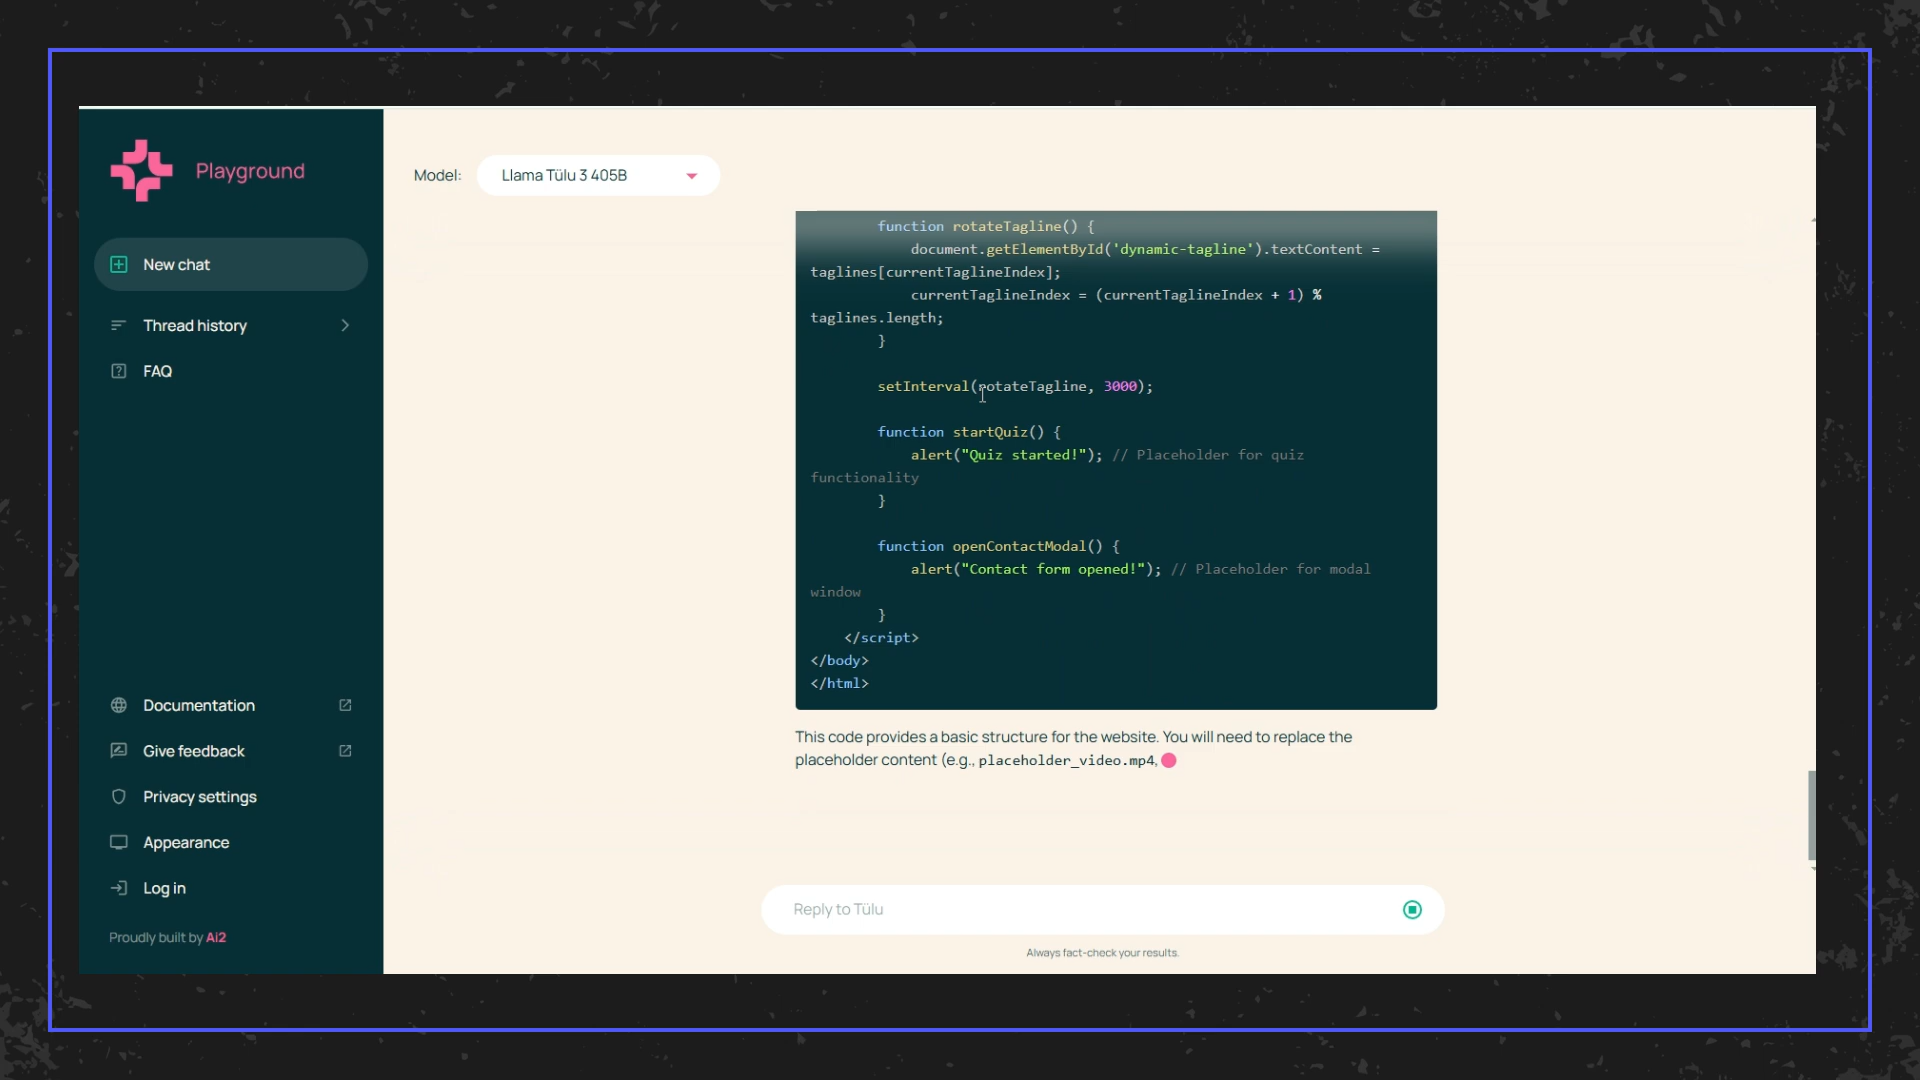 Playground
New chat
Thread history
FAQ
Documentation
Give feedback
Privacy settings
Appearance
Log in
Proudly built by Ai2
Model: Llama Tülu 3 405B
function rotateTagline() {
document.getElementById('dynamic-tagline').textContent =
taglines[currentTaglineIndex];
currentTaglineIndex = (currentTaglineIndex + 1) %
taglines.length;
}
setInterval(rotateTagline, 3000);
function startQuiz() {
alert("Quiz started!"); // Placeholder for quiz
functionality
}
function openContactModal() {
alert("Contact form opened!"); // Placeholder for modal
window
}
</script>
</body>
</html>
This code provides a basic structure for the website. You will need to replace the
placeholder content (e.g., placeholder_video.mp4,
Reply to Tülu
Always fact-check your results.